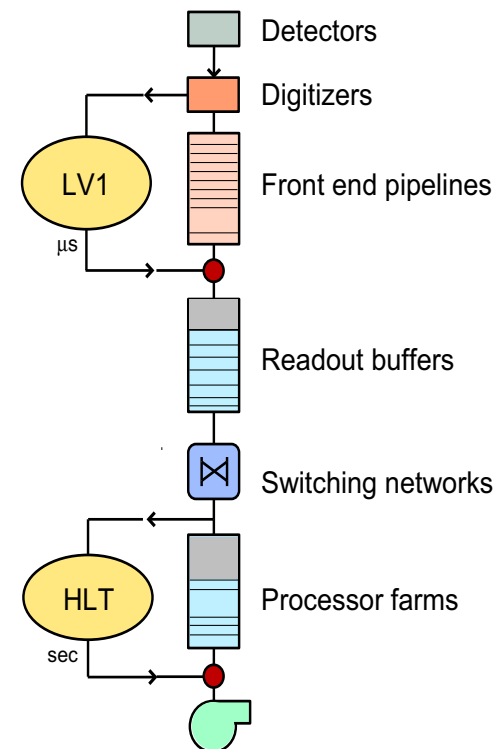 Detectors
Digitizers
LV1
Front end pipelines
μs
Readout buffers
Switching networks
HLT
Processor farms
sec